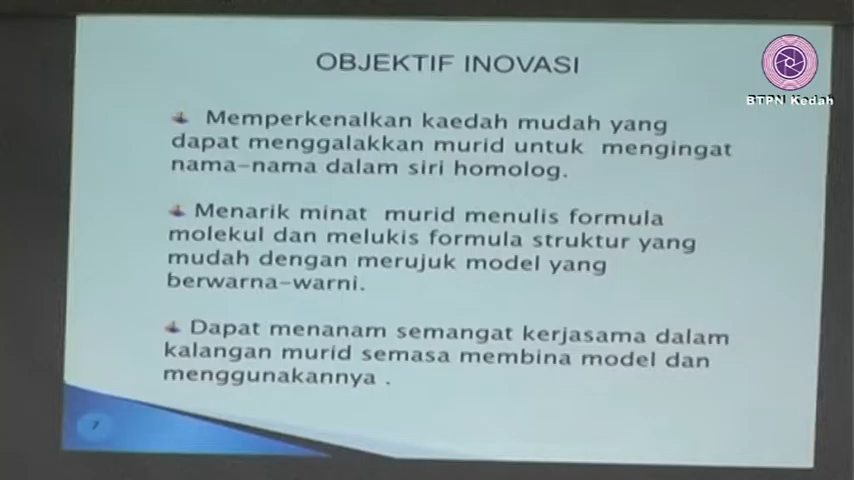 OBJEKTIF INOVASI
BTPN Kedah
Memperkenalkan kaedah mudah yang
dapat menggalakkan murid untuk mengingat
nama-nama dalam siri homolog.
Menarik minat murid menulis formula
molekul dan melukis formula struktur yang
mudah dengan merujuk model yang
berwarna-warni.
Dapat menanam semangat kerjasama dalam
kalangan murid semasa membina model dan
menggunakannya .
7